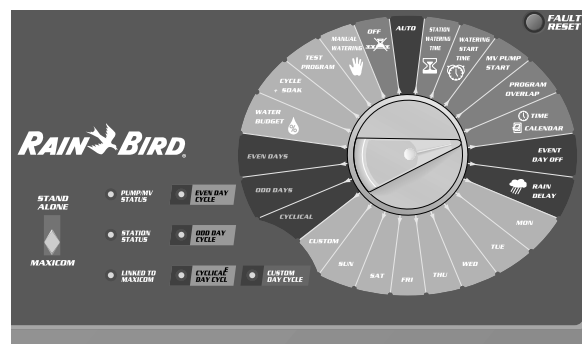 FAULT
RESET
OFF
AUTO
STATION
WATERING
TIME
WATERING
START
TIME
MV PUMP
START
PROGRAM
OVERLAP
TIME
CALENDAR
EVENT
DAY OFF
RAIN
DELAY
MON
TUE
WED
THU
FRI
SAT
SUN
CUSTOM
CYCLICAL
ODD DAYS
EVEN DAYS
WATER
BUDGET
%
CYCLE
+ SOAK
TEST
PROGRAM
MANUAL
WATERING
RAIN BIRD®
STAND
ALONE
MAXICOM
PUMP/MV
STATUS
EVEN DAY
CYCLE
STATION
STATUS
ODD DAY
CYCLE
LINKED TO
MAXICOM
CYCLICAÉ
DAY CYCL
CUSTOM
DAY CYCLE